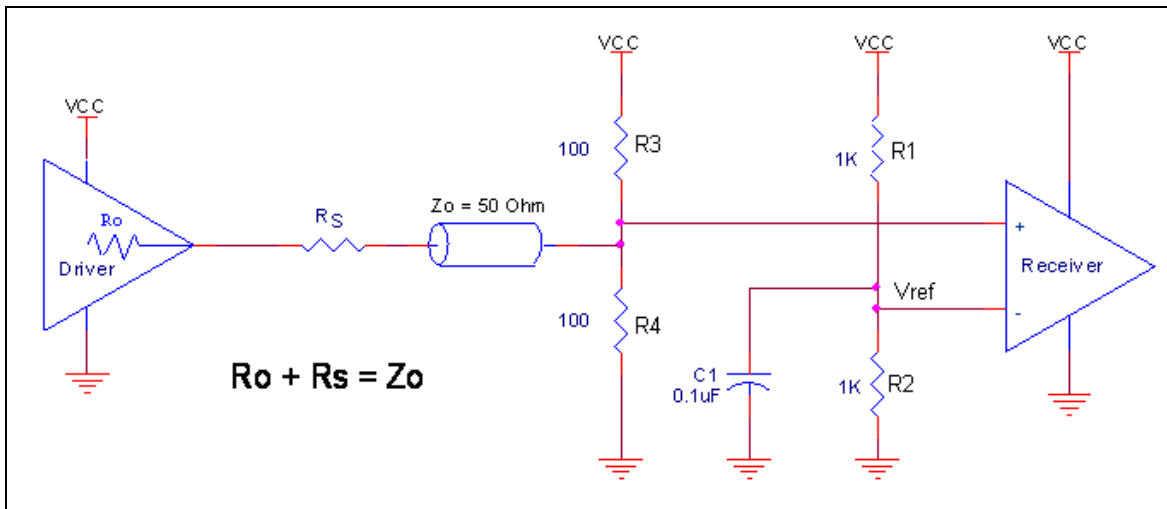 VCC
VCC
VCC
VCC
Ro
Driver
RS
Zo = 50 Ohm
100
R3
100
R4
1K
R1
Vref
1K
R2
C1
0.1uF
+
-
Receiver
Ro + Rs = Zo